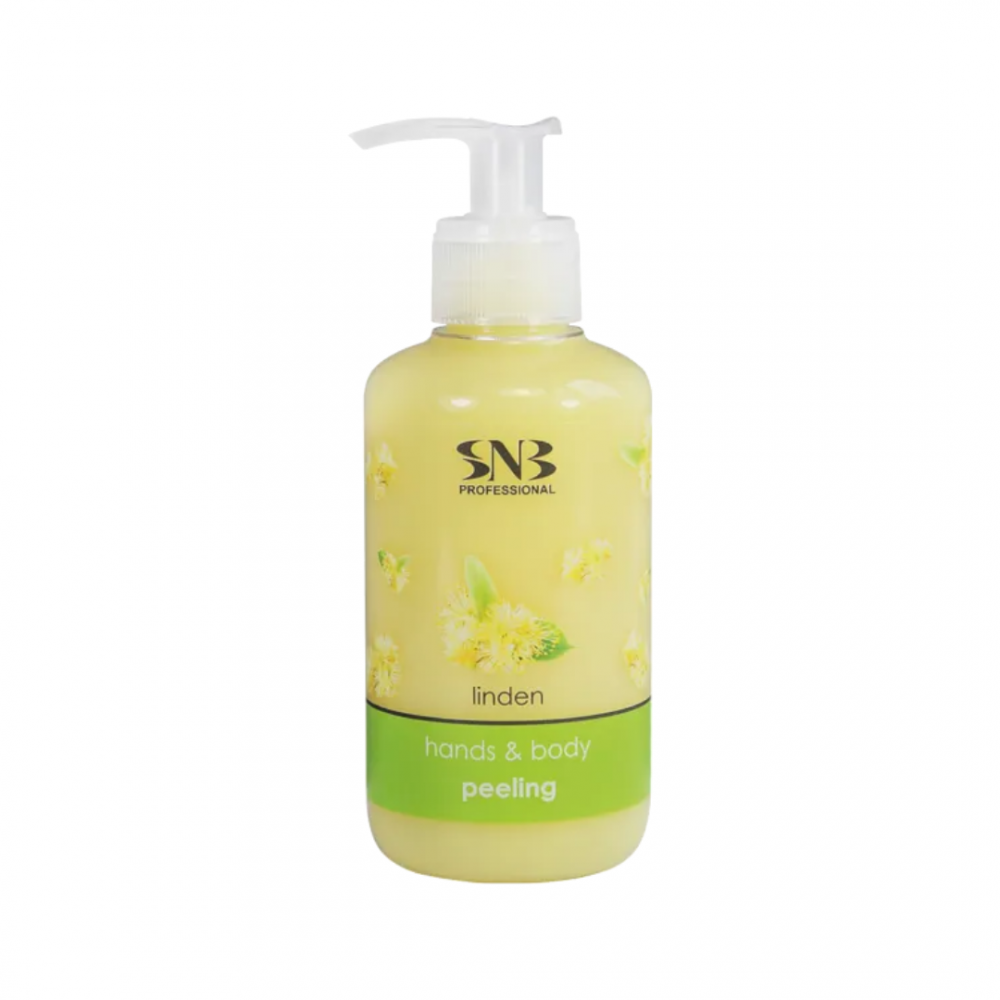 SNB
PROFESSIONAL
linden
hands & body
peeling